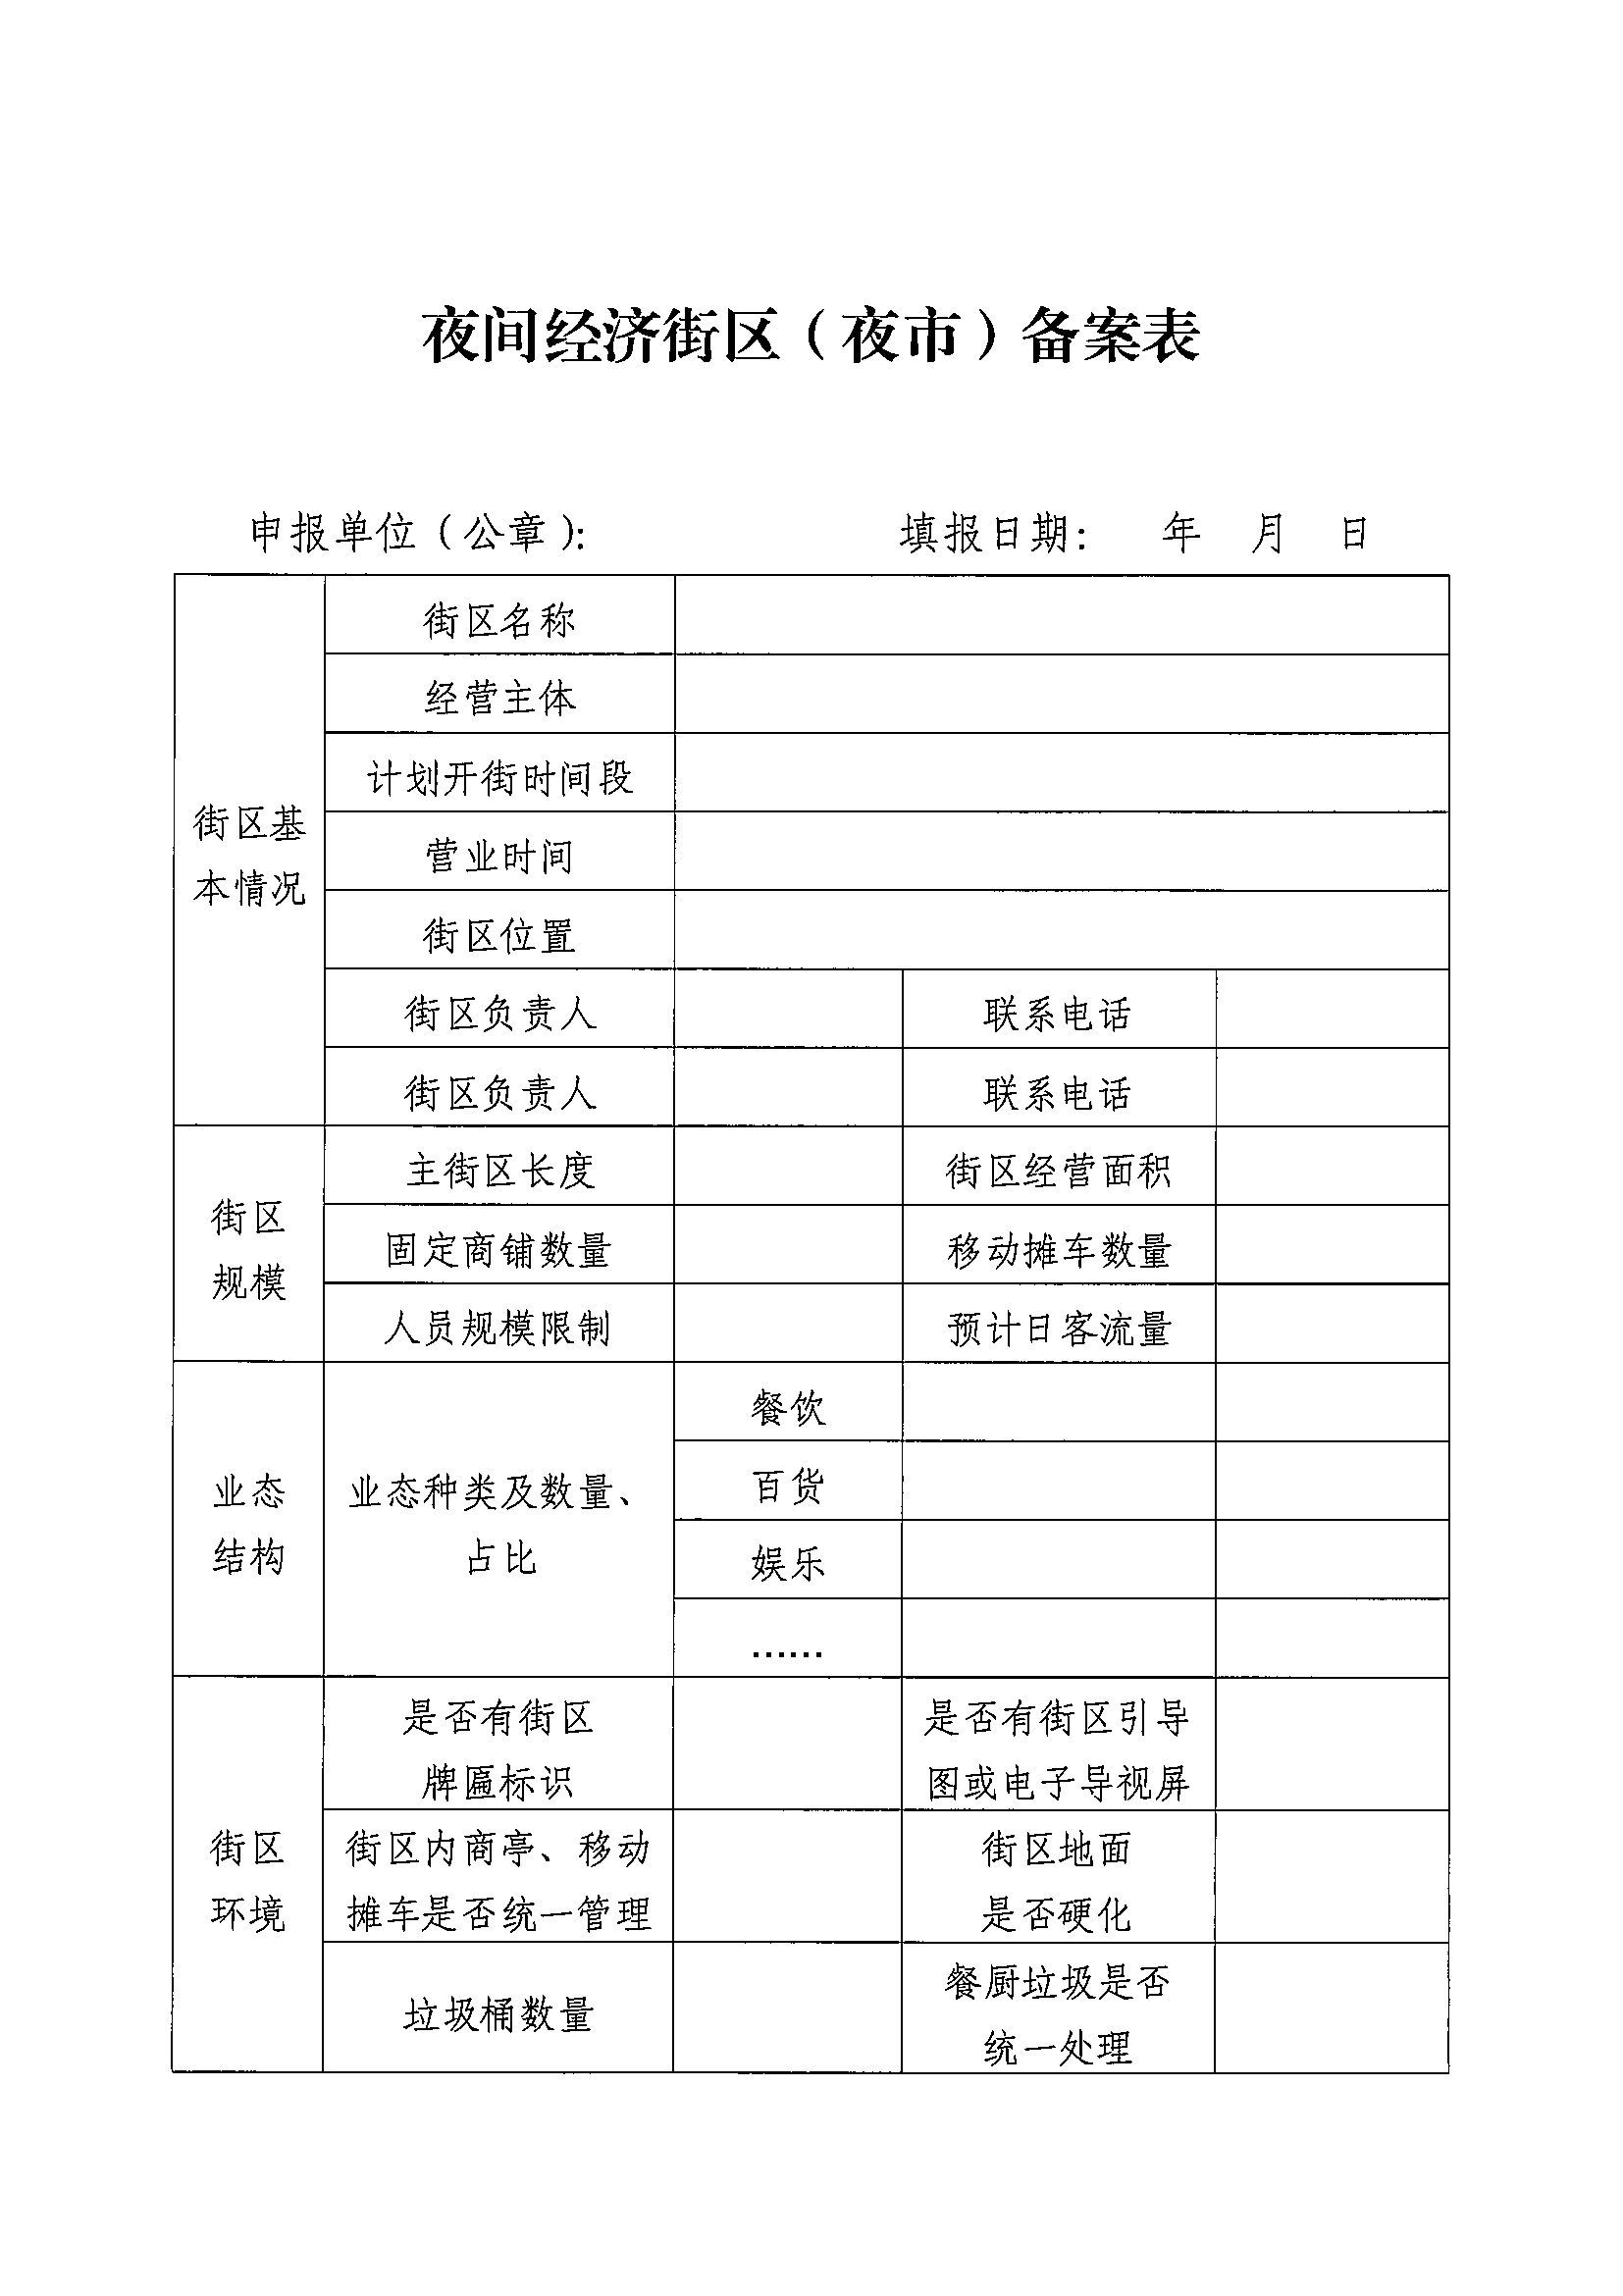 夜间经济街区（夜市）备案表
申报单位（公章）：	填报日期：　年　月　日
街区基
本情况
街区名称
经营主体
计划开街时间段
营业时间
街区位置
街区负责人	联系电话
街区负责人	联系电话
街区
规模
主街区长度	街区经营面积
固定商铺数量	移动摊车数量
人员规模限制	预计日客流量
业态
结构
业态种类及数量、
占比
餐饮
百货
娱乐
……
街区
环境
是否有街区
牌匾标识
是否有街区引导
图或电子导视屏
街区内商亭、移动
摊车是否统一管理
街区地面
是否硬化
垃圾桶数量
餐厨垃圾是否
统一处理